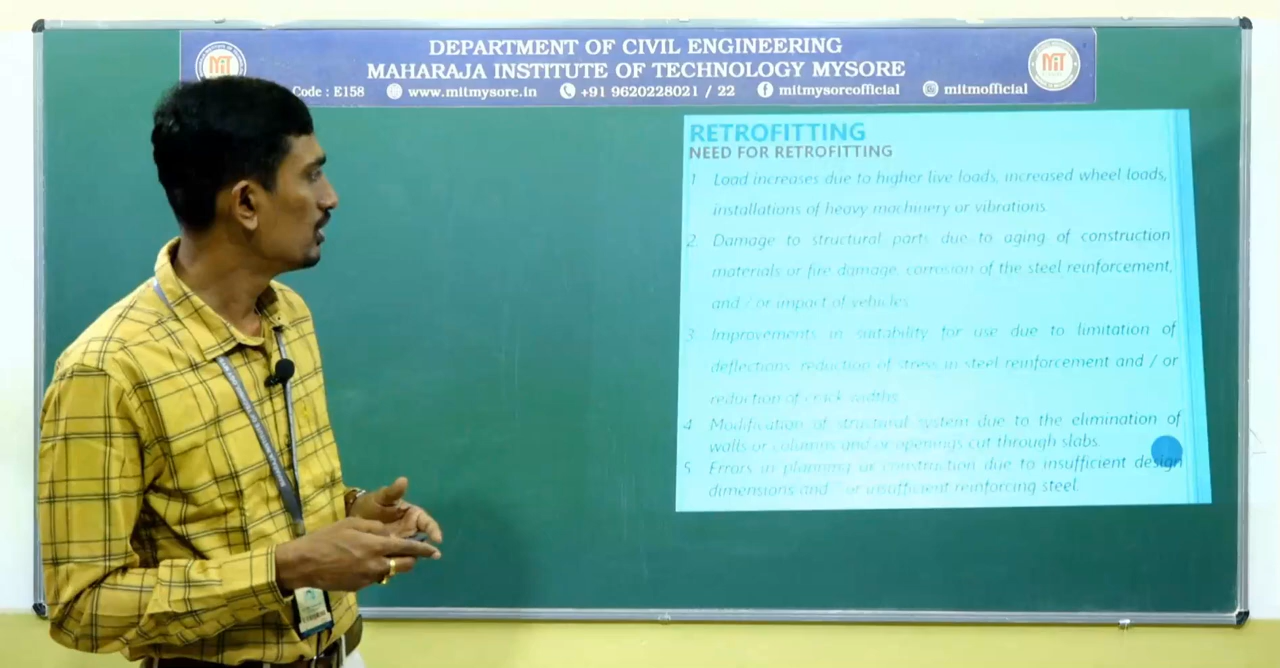 DEPARTMENT OF CIVIL ENGINEERING
MAHARAJA INSTITUTE OF TECHNOLOGY MYSORE
Code : E158 www.mitmysore.in +91 9620228021 / 22 mitmysoreofficial mitmofficial
MIT
MIT
RETROFITTING
NEED FOR RETROFITTING
1 Load increases due to higher live loads, increased wheel loads,
installations of heavy machinery or vibrations
2. Damage to structural parts due to aging of construction
materials or fire damage, corrosion of the steel reinforcement,
and / or impact of vehicles
3. Improvements in suitability for use due to limitation of
deflections, reduction of stress in steel reinforcement and / or
reduction of crack widths
4. Modification of structural system due to the elimination of
walls or columns and or openings cut through slabs.
5. Errors in planning or construction due to insufficient design
dimensions and / or insufficient reinforcing steel.